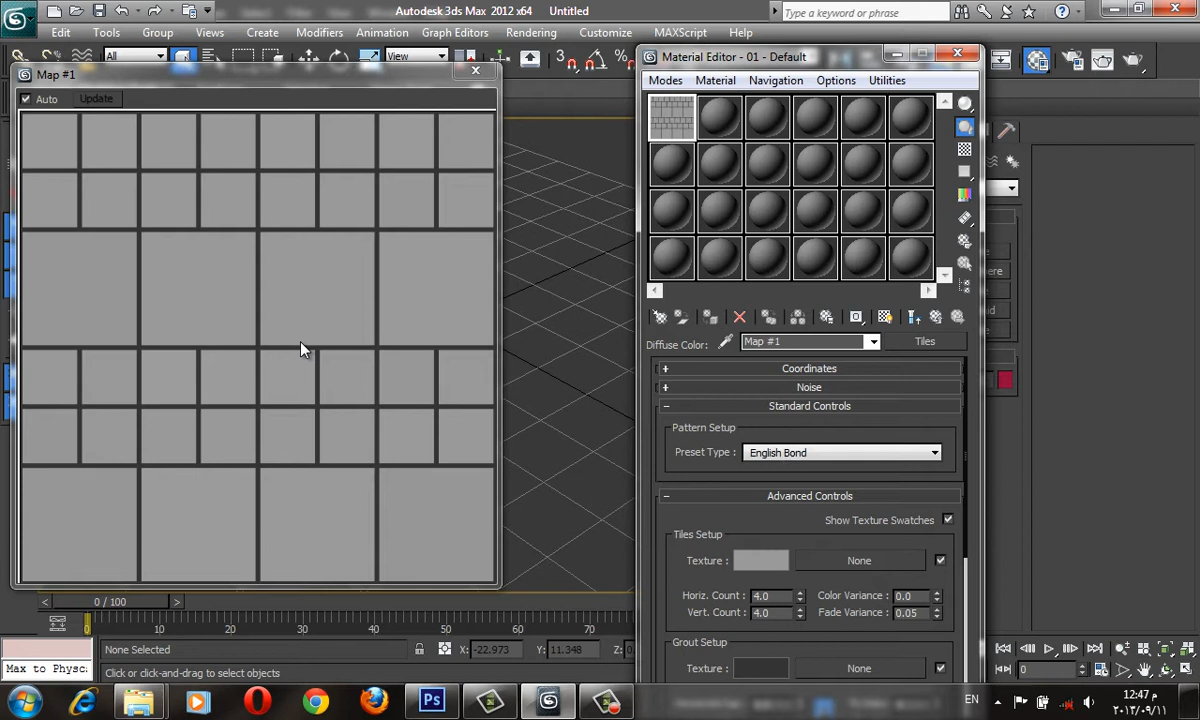 Autodesk 3ds Max 2012 x64 Untitled
Type a keyword or phrase
Edit Tools Group Views Create Modifiers Animation Graph Editors Rendering Customize MAXScript Help
All View
Map #1
Auto Update
Material Editor - 01 - Default
Modes Material Navigation Options Utilities
Diffuse Color: Map #1 Tiles
+ Coordinates
+ Noise
- Standard Controls
Pattern Setup
Preset Type : English Bond
- Advanced Controls
Show Texture Swatches
Tiles Setup
Texture : None
Horiz. Count : 4.0 Color Variance : 0.0
Vert. Count : 4.0 Fade Variance : 0.05
Grout Setup
Texture : None
0 / 100
10 20 30 40 50 60 70
None Selected X: -22.973 Y: 11.348 Z:
Max to Physc
Click or click-and-drag to select objects
0
EN
12:47 م
٢٠١٣/٠٩/١١